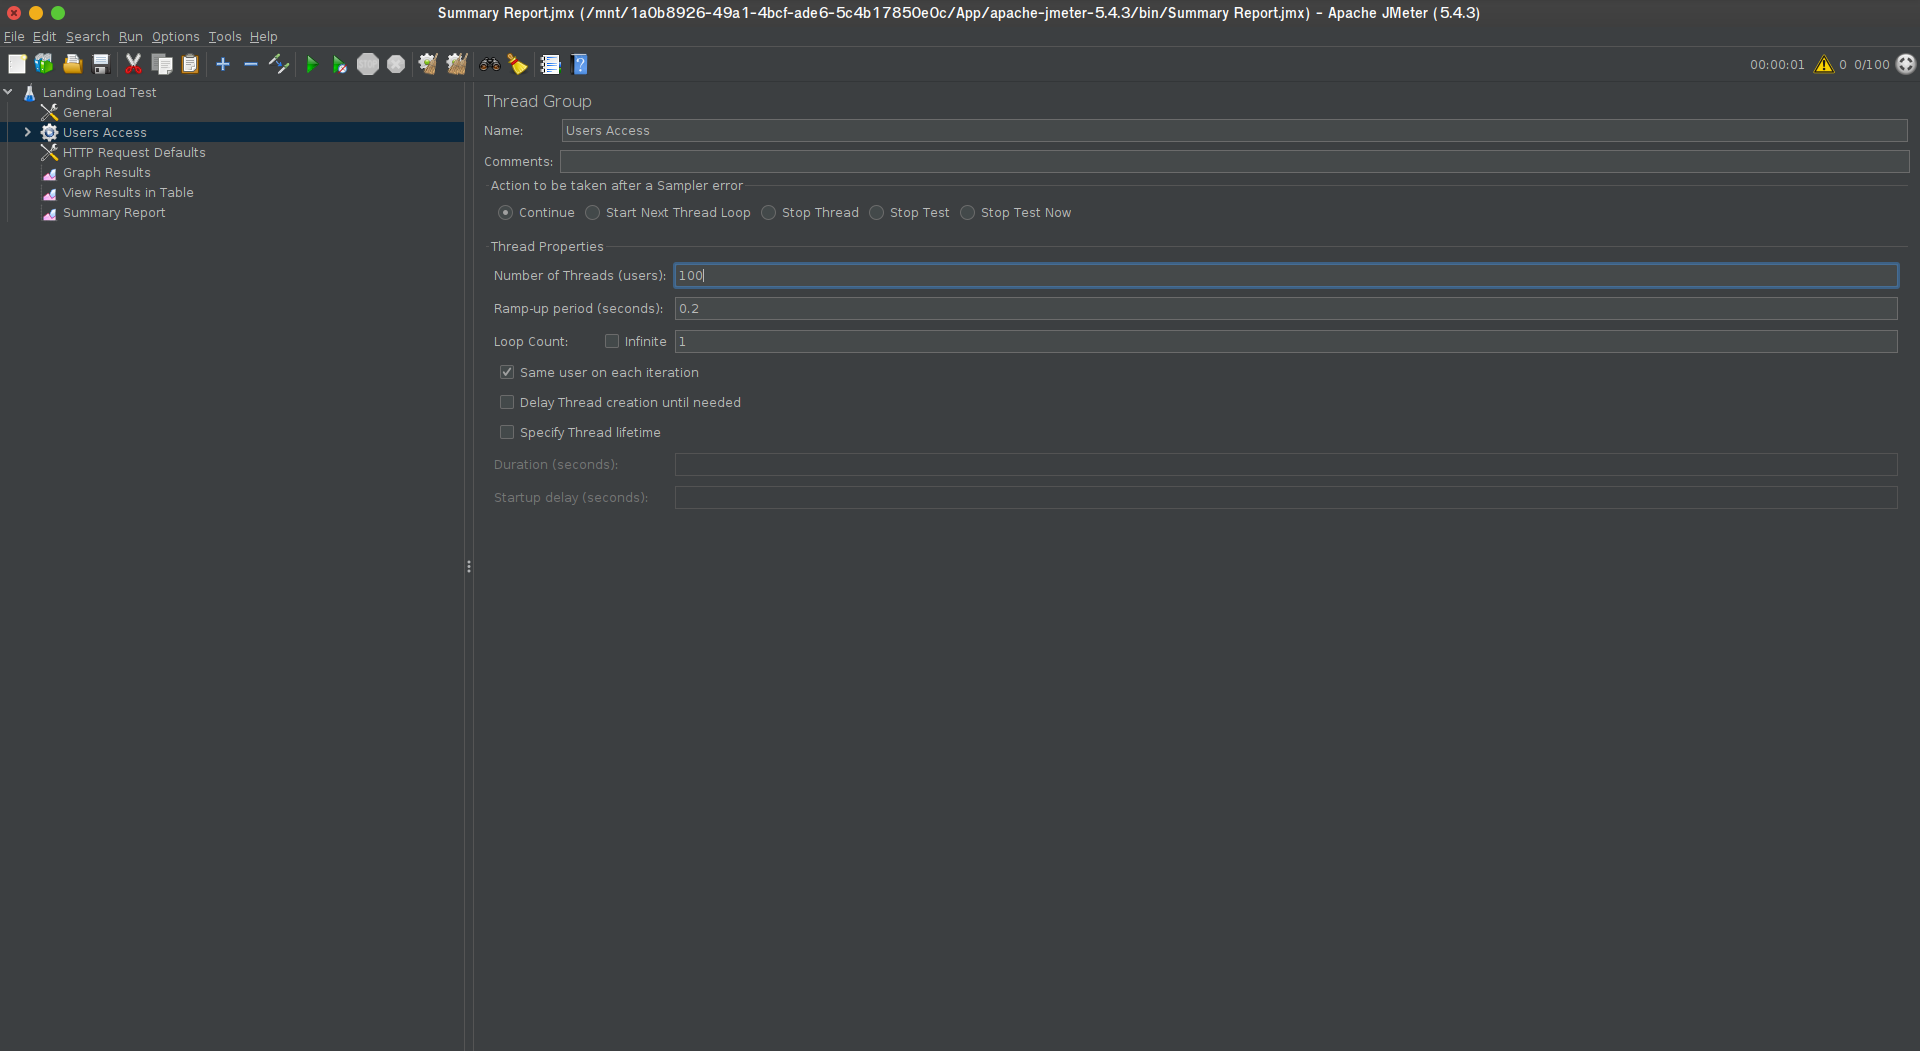 Summary Report.jmx (/mnt/1a0b8926-49a1-4bcf-ade6-5c4b17850e0c/App/apache-jmeter-5.4.3/bin/Summary Report.jmx) - Apache JMeter (5.4.3)
File Edit Search Run Options Tools Help
00:00:01 0 0/100
Landing Load Test
General
Users Access
HTTP Request Defaults
Graph Results
View Results in Table
Summary Report
Thread Group
Name: Users Access
Comments:
Action to be taken after a Sampler error
Continue Start Next Thread Loop Stop Thread Stop Test Stop Test Now
Thread Properties
Number of Threads (users): 100
Ramp-up period (seconds): 0.2
Loop Count: Infinite 1
Same user on each iteration
Delay Thread creation until needed
Specify Thread lifetime
Duration (seconds):
Startup delay (seconds):